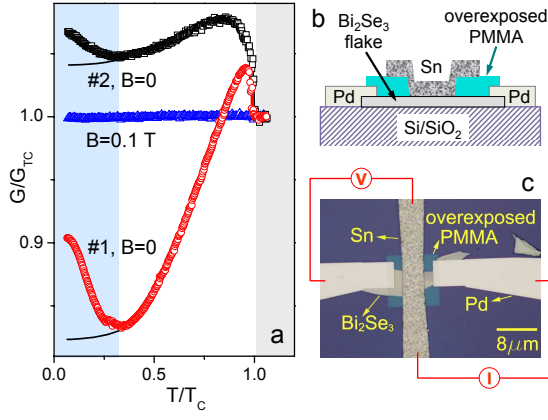 a
G/G_TC
1.0
0.9
0.0
0.5
1.0
T/T_C
#2, B=0
B=0.1 T
#1, B=0
b
Bi₂Se₃
flake
overexposed
PMMA
Sn
Pd
Pd
Si/SiO₂
c
V
Sn
overexposed
PMMA
Bi₂Se₃
Pd
8μm
I